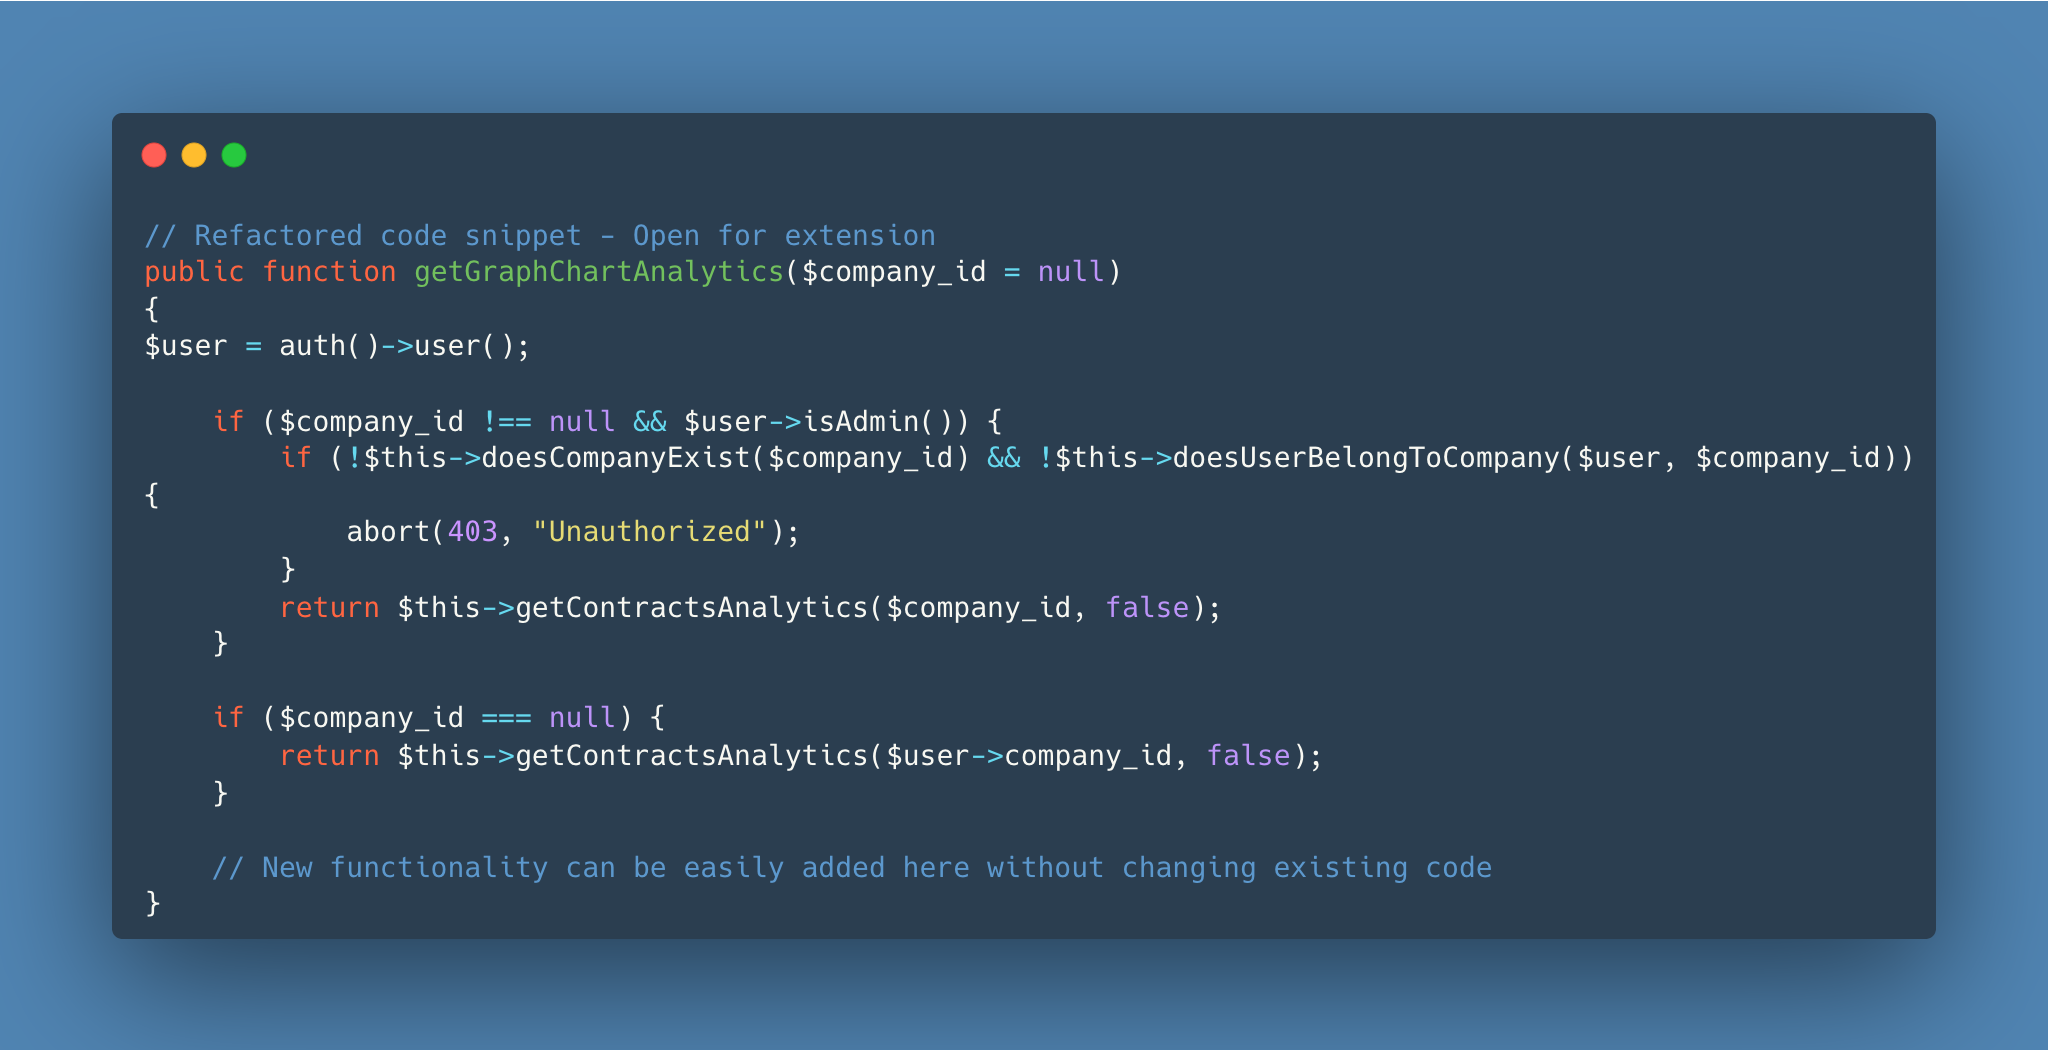 // Refactored code snippet - Open for extension
public function getGraphChartAnalytics($company_id = null)
{
$user = auth()->user();
if ($company_id !== null && $user->isAdmin()) {
if (!$this->doesCompanyExist($company_id) && !$this->doesUserBelongToCompany($user, $company_id))
{
abort(403, "Unauthorized");
}
return $this->getContractsAnalytics($company_id, false);
}
if ($company_id === null) {
return $this->getContractsAnalytics($user->company_id, false);
}
// New functionality can be easily added here without changing existing code
}